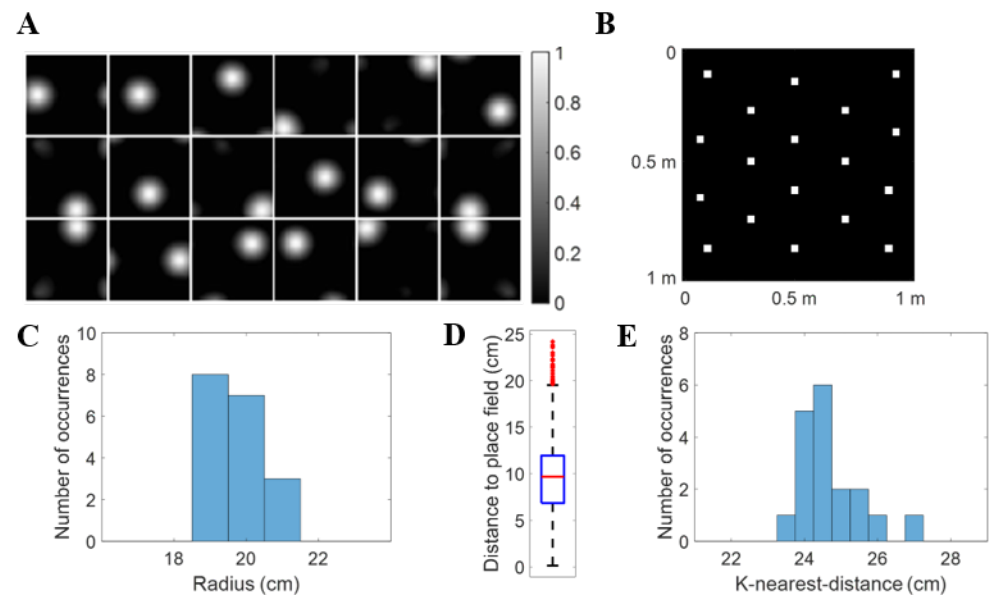 A
1
0.8
0.6
0.4
0.2
0
B
0
0.5 m
1 m
0 0.5 m 1 m
C
10
8
6
4
2
0
Number of occurrences
18 20 22
Radius (cm)
D
25
20
15
10
5
0
Distance to place field (cm)
E
8
6
4
2
0
Number of occurrences
22 24 26 28
K-nearest-distance (cm)